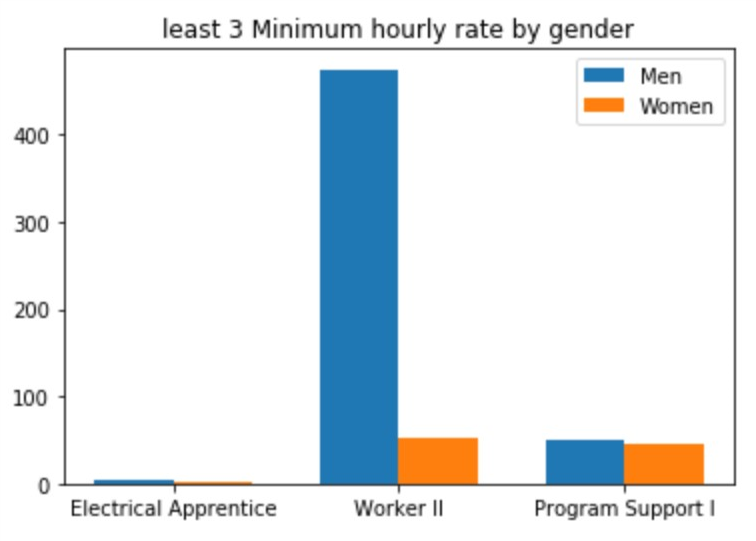 least 3 Minimum hourly rate by gender
Men
Women
400
300
200
100
0
Electrical Apprentice
Worker II
Program Support I